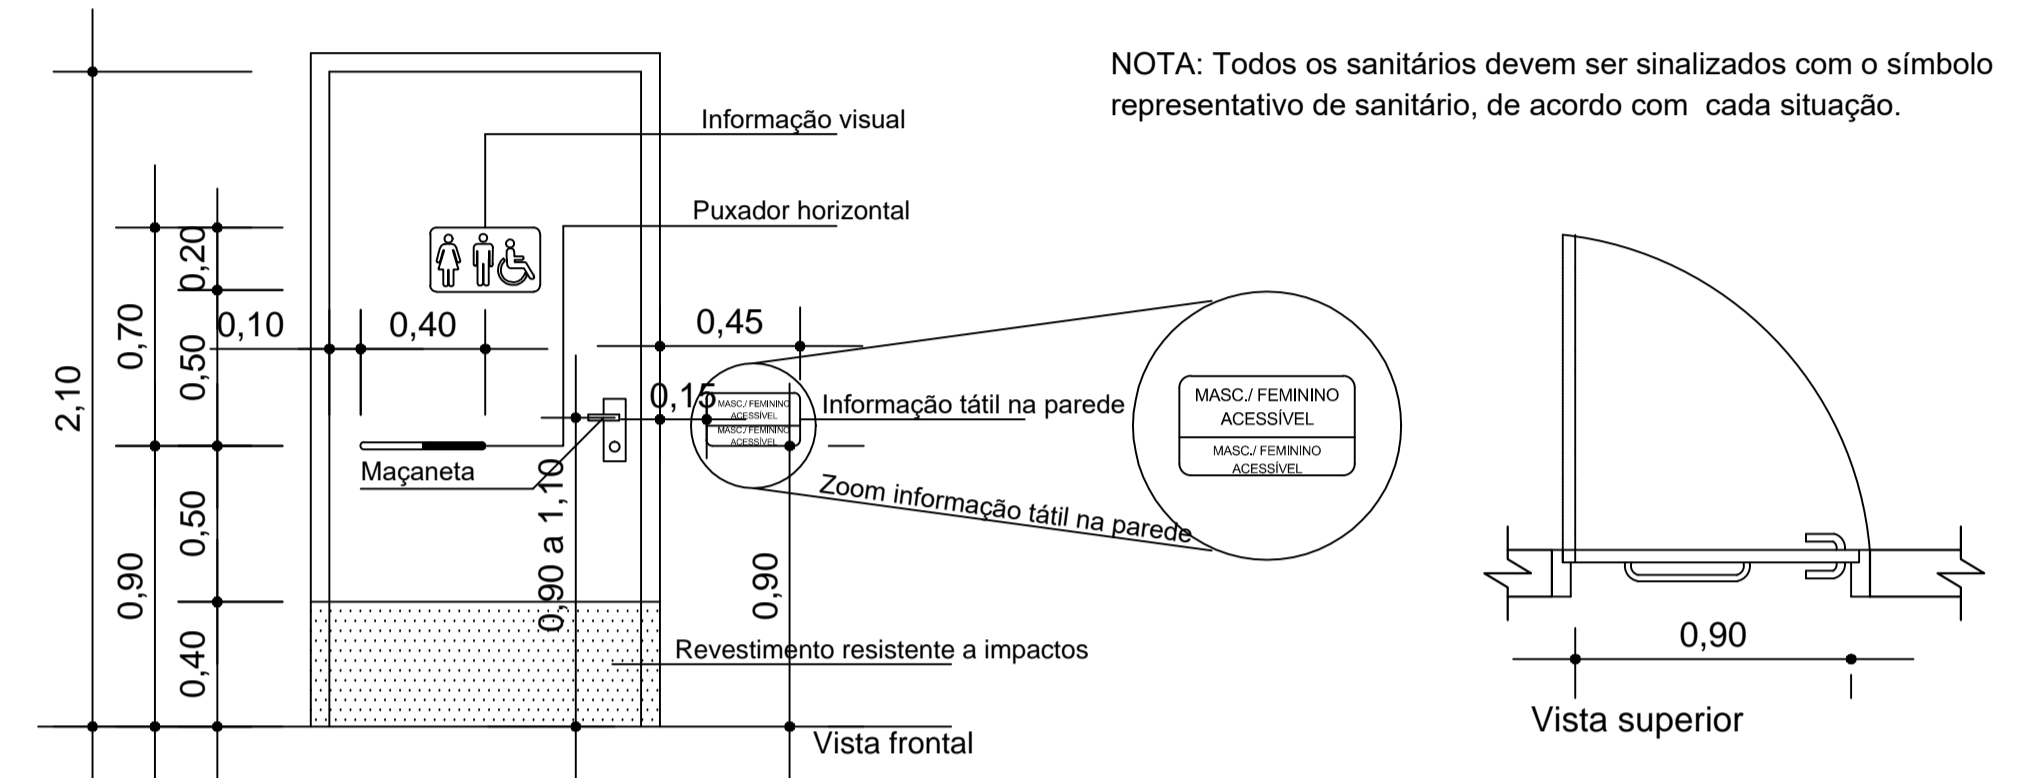 NOTA: Todos os sanitários devem ser sinalizados com o símbolo
representativo de sanitário, de acordo com cada situação.
Informação visual
Puxador horizontal
0,20
0,70
0,50
2,10
0,10
0,40
0,45
0,15
MASC./ FEMININO
ACESSÍVEL
MASC./ FEMININO
ACESSÍVEL
Informação tátil na parede
MASC./ FEMININO
ACESSÍVEL
MASC./ FEMININO
ACESSÍVEL
Maçaneta
Zoom informação tátil na parede
0,50
0,90
0,90 a 1,10
0,90
0,40
Revestimento resistente a impactos
Vista frontal
0,90
Vista superior